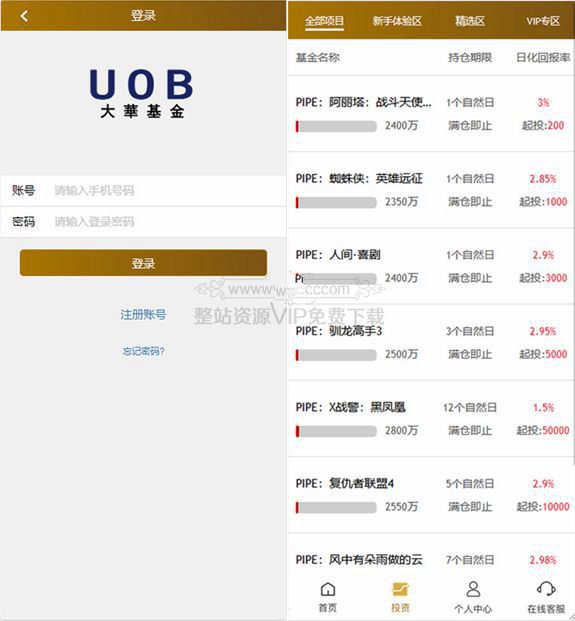 登录
UOB
大華基金
账号 请输入手机号码
密码 请输入登录密码
登录
注册账号
忘记密码?
全部项目 新手体验区 精选区 VIP专区
基金名称 持仓期限 日化回报率
PIPE：阿丽塔：战斗天使... 1个自然日 3%
2400万 满仓即止 起投:200
PIPE：蜘蛛侠：英雄远征 1个自然日 2.85%
2350万 满仓即止 起投:1000
PIPE：人间·喜剧 1个自然日 2.9%
2400万 满仓即止 起投:3000
PIPE：驯龙高手3 3个自然日 2.95%
2500万 满仓即止 起投:5000
PIPE：X战警：黑凤凰 12个自然日 1.5%
2800万 满仓即止 起投:50000
PIPE：复仇者联盟4 5个自然日 2.9%
2550万 满仓即止 起投:10000
PIPE：风中有朵雨做的云 7个自然日 2.98%
首页 投资 个人中心 在线客服
整站资源VIP免费下载